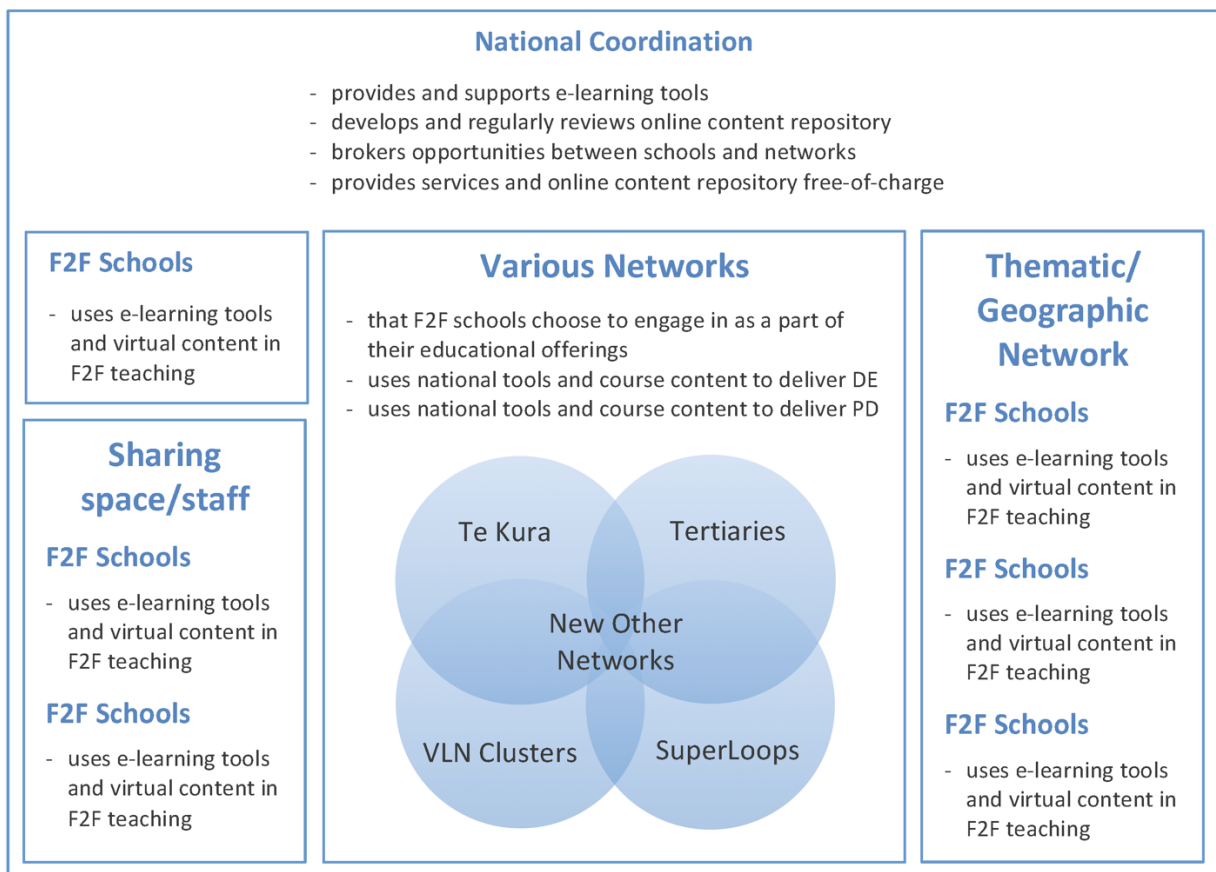 National Coordination
- provides and supports e-learning tools
- develops and regularly reviews online content repository
- brokers opportunities between schools and networks
- provides services and online content repository free-of-charge
F2F Schools
- uses e-learning tools
and virtual content in
F2F teaching
Sharing
space/staff
F2F Schools
- uses e-learning tools
and virtual content in
F2F teaching
F2F Schools
- uses e-learning tools
and virtual content in
F2F teaching
Various Networks
- that F2F schools choose to engage in as a part of
their educational offerings
- uses national tools and course content to deliver DE
- uses national tools and course content to deliver PD
Te Kura
Tertiaries
New Other
Networks
VLN Clusters
SuperLoops
Thematic/
Geographic
Network
F2F Schools
- uses e-learning tools
and virtual content in
F2F teaching
F2F Schools
- uses e-learning tools
and virtual content in
F2F teaching
F2F Schools
- uses e-learning tools
and virtual content in
F2F teaching